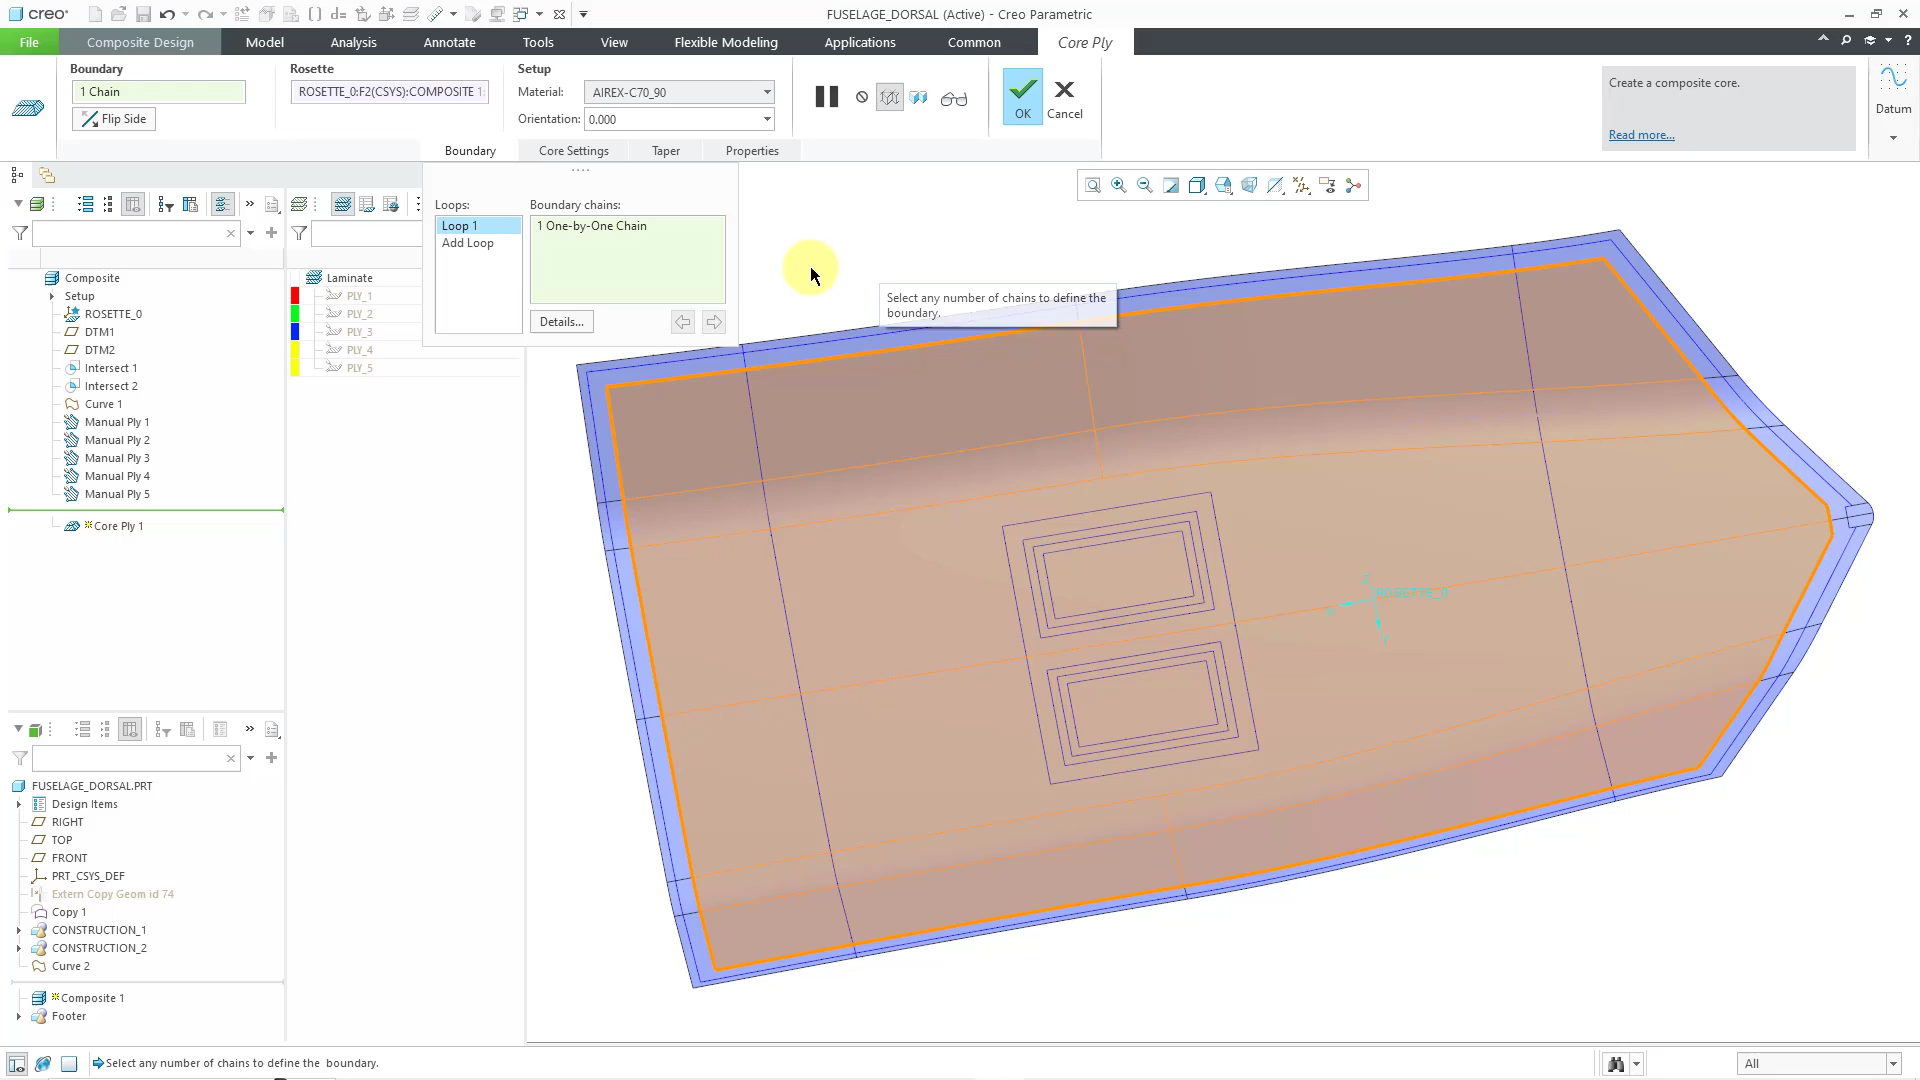 creo
FUSELAGE_DORSAL (Active) - Creo Parametric
File
Composite Design
Model
Analysis
Annotate
Tools
View
Flexible Modeling
Applications
Common
Core Ply
Boundary
1 Chain
Flip Side
Rosette
ROSETTE_0:F2(CSYS):COMPOSITE 1:
Setup
Material:
AIREX-C70_90
Orientation:
0.000
OK
Cancel
Create a composite core.
Read more...
Datum
Boundary
Core Settings
Taper
Properties
Loops:
Loop 1
Add Loop
Boundary chains:
1 One-by-One Chain
Details...
Select any number of chains to define the
boundary.
Composite
Setup
ROSETTE_0
DTM1
DTM2
Intersect 1
Intersect 2
Curve 1
Manual Ply 1
Manual Ply 2
Manual Ply 3
Manual Ply 4
Manual Ply 5
Core Ply 1
Laminate
PLY_1
PLY_2
PLY_3
PLY_4
PLY_5
Z
ROSETTE_0
Y
FUSELAGE_DORSAL.PRT
Design Items
RIGHT
TOP
FRONT
PRT_CSYS_DEF
Extern Copy Geom id 74
Copy 1
CONSTRUCTION_1
CONSTRUCTION_2
Curve 2
Composite 1
Footer
Select any number of chains to define the  boundary.
All